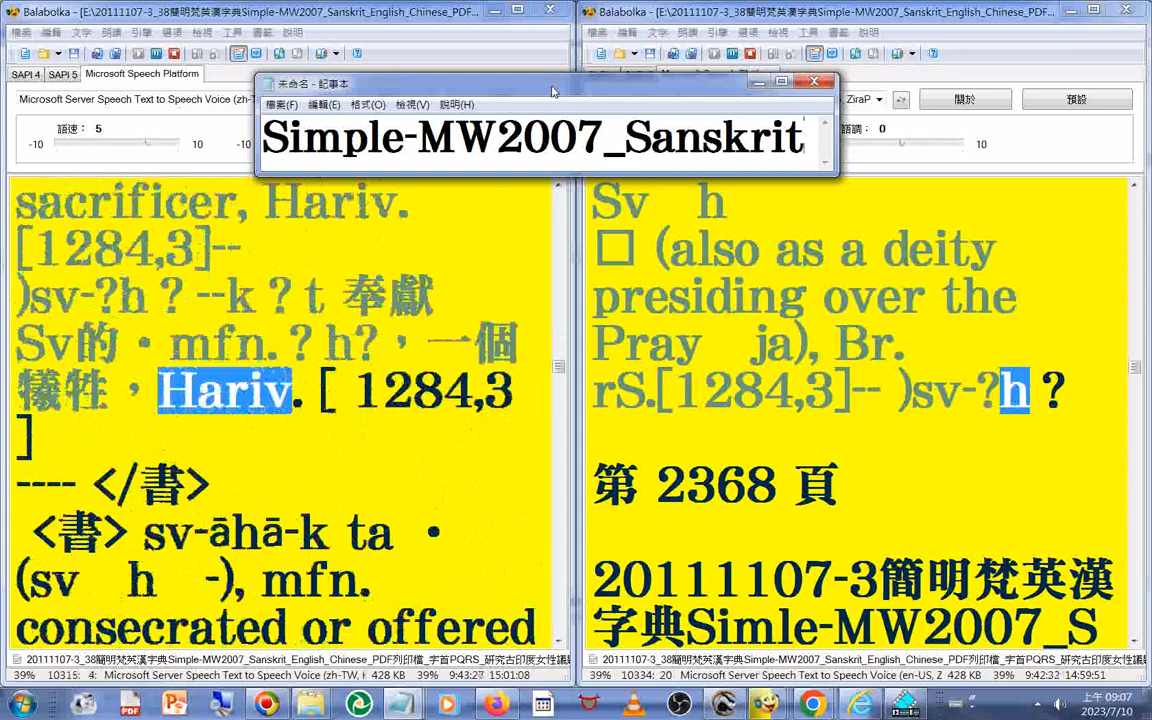 Balabolka - [E:\20111107-3_38簡明梵英漢字典Simple-MW2007_Sanskrit_English_Chinese_PDF...
檔案 編輯 文字 朗讀 引擎 選項 檢視 工具 書籤 說明
SAPI 4 SAPI 5 Microsoft Speech Platform
Microsoft Server Speech Text to Speech Voice (zh-T
語速： 5
-10 10 -10
sacrificer, Hariv.
[1284,3]--
)sv-?h ? --k ? t 奉獻
Sv的・mfn. ? h?，一個
犧牲，Hariv. [ 1284,3
]
---- </書>
<書> sv-āhā-k ta ・
(sv h -), mfn.
consecrated or offered
20111107-3_38簡明梵英漢字典Simple-MW2007_Sanskrit_English_Chinese_PDF列印檔_字首PQRS_研究古印度女性議題
39% 10315: 4: Microsoft Server Speech Text to Speech Voice (zh-TW, H 428 KB 39% 9:43:27 15:01:08
未命名 - 記事本
檔案(F) 編輯(E) 格式(O) 檢視(V) 說明(H)
Simple-MW2007_Sanskrit
Balabolka - [E:\20111107-3_38簡明梵英漢字典Simple-MW2007_Sanskrit_English_Chinese_PDF...
檔案 編輯 文字 朗讀 引擎 選項 檢視 工具 書籤 說明
, ZiraP 關於 預設
語調： 0
10
Sv h
□ (also as a deity
presiding over the
Pray ja), Br.
rS.[1284,3]-- )sv-?h ?
第 2368 頁
20111107-3簡明梵英漢
字典Simle-MW2007_S
20111107-3_38簡明梵英漢字典Simple-MW2007_Sanskrit_English_Chinese_PDF列印檔_字首PQRS_研究古印度女性議題
39% 10334: 20 Microsoft Server Speech Text to Speech Voice (en-US, Z 428 KB 39% 9:42:32 14:59:51
上午 09:07
2023/7/10